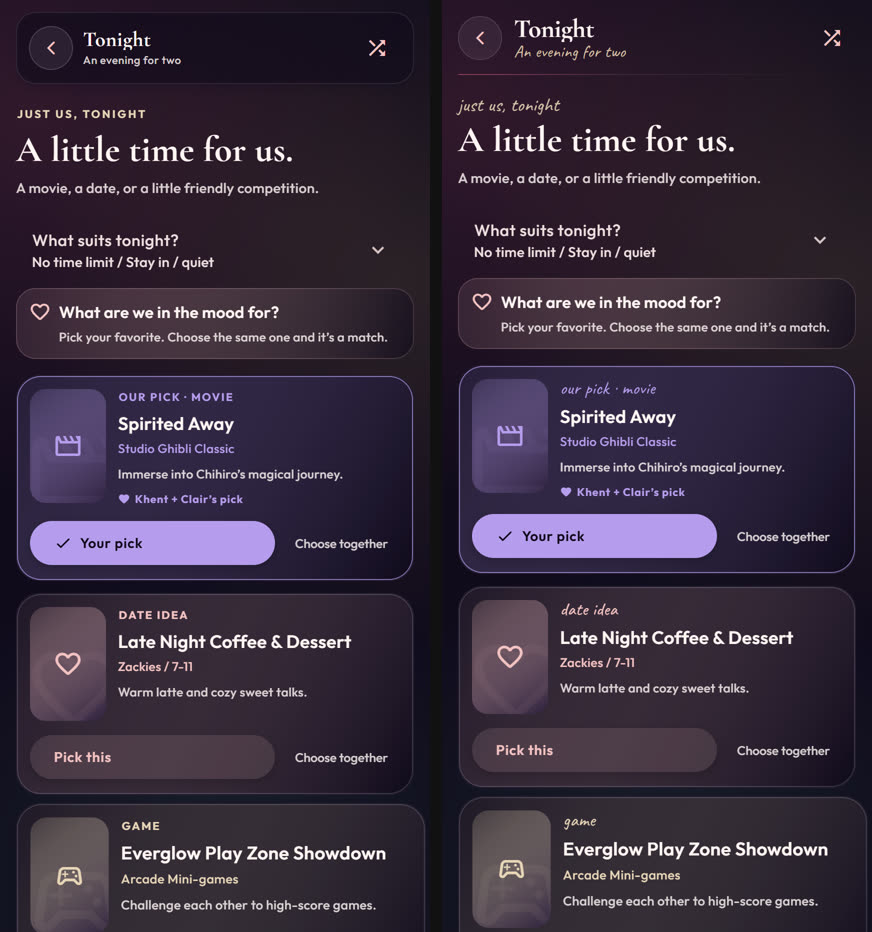 Tonight
An evening for two
JUST US, TONIGHT
A little time for us.
A movie, a date, or a little friendly competition.
What suits tonight?
No time limit / Stay in / quiet
What are we in the mood for?
Pick your favorite. Choose the same one and it's a match.
OUR PICK · MOVIE
Spirited Away
Studio Ghibli Classic
Immerse into Chihiro's magical journey.
Khent + Clair's pick
Your pick
Choose together
DATE IDEA
Late Night Coffee & Dessert
Zackies / 7-11
Warm latte and cozy sweet talks.
Pick this
Choose together
GAME
Everglow Play Zone Showdown
Arcade Mini-games
Challenge each other to high-score games.
Tonight
An evening for two
just us, tonight
A little time for us.
A movie, a date, or a little friendly competition.
What suits tonight?
No time limit / Stay in / quiet
What are we in the mood for?
Pick your favorite. Choose the same one and it's a match.
our pick · movie
Spirited Away
Studio Ghibli Classic
Immerse into Chihiro's magical journey.
Khent + Clair's pick
Your pick
Choose together
date idea
Late Night Coffee & Dessert
Zackies / 7-11
Warm latte and cozy sweet talks.
Pick this
Choose together
game
Everglow Play Zone Showdown
Arcade Mini-games
Challenge each other to high-score games.